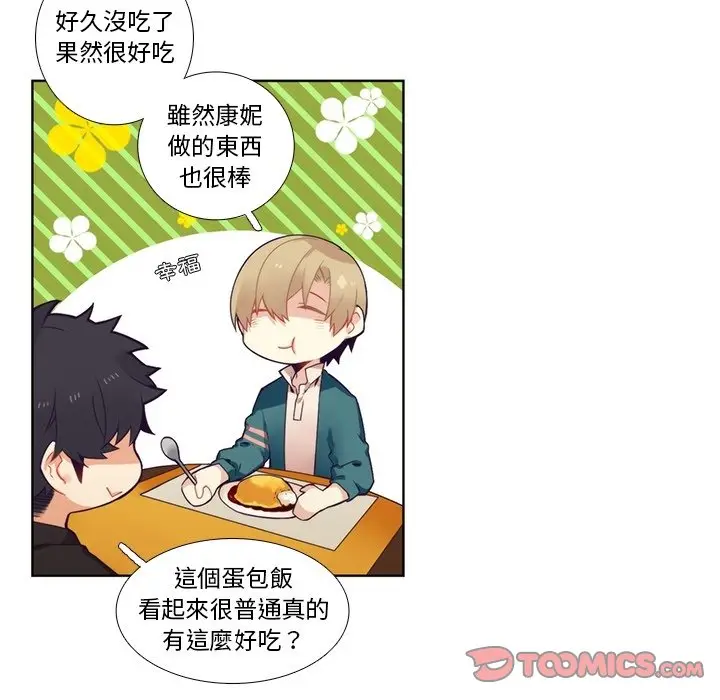 好久沒吃了
果然很好吃
雖然康妮
做的東西
也很棒
幸福
這個蛋包飯
看起來很普通真的
有這麼好吃？
TOOMICS.COM